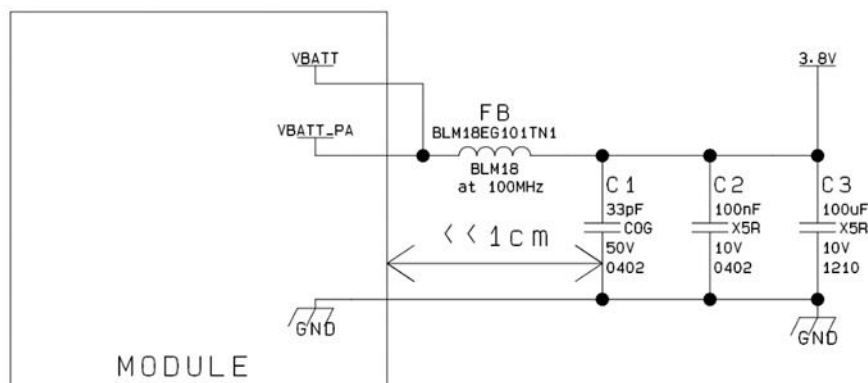 VBATT
3.8V
FB
BLM18EG101TN1
VBATT_PA
BLM18
at 100MHz
C1
33pF
COG
50V
0402
C2
100nF
X5R
10V
0402
C3
100uF
X5R
10V
1210
<<1cm
GND
GND
MODULE